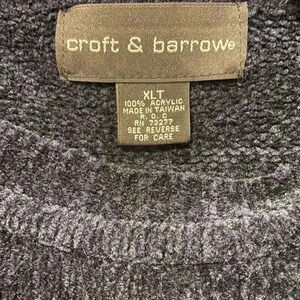 croft & barrow®
XLT
100% ACRYLIC
MADE IN TAIWAN
R. O. C
RN 73277
SEE REVERSE
FOR CARE